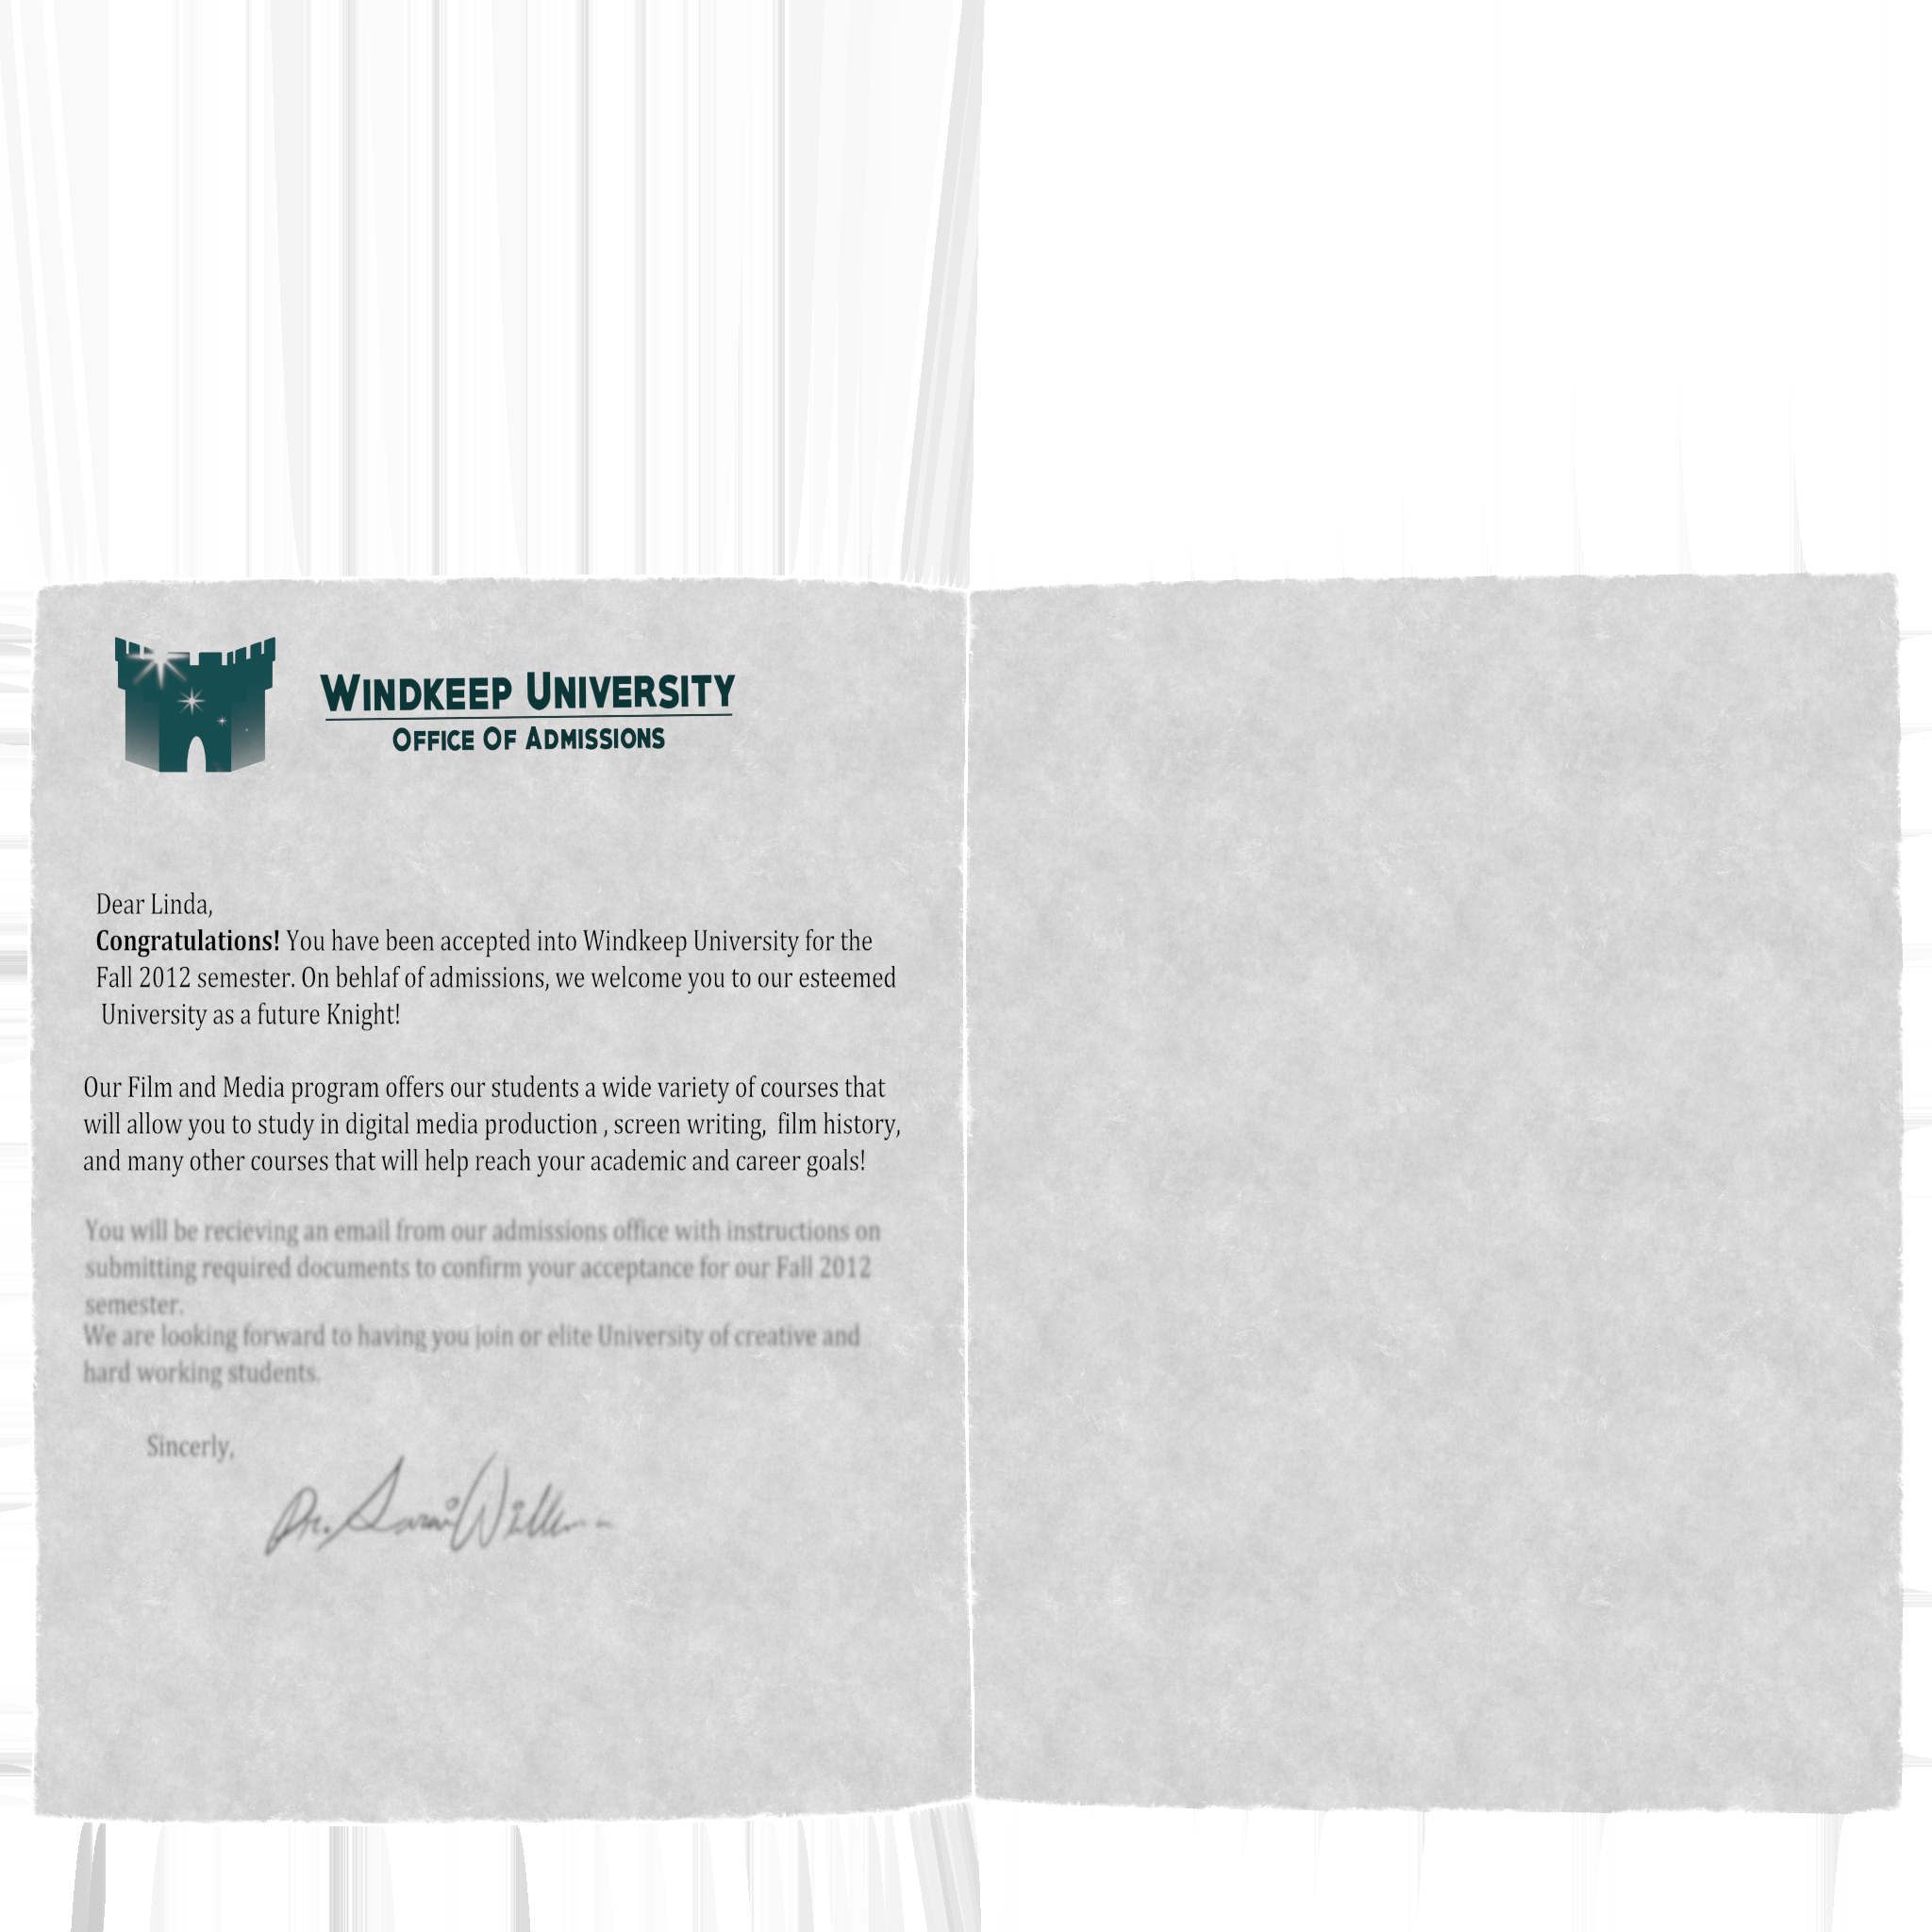 WINDKEEP UNIVERSITY
OFFICE OF ADMISSIONS
Dear Linda,
Congratulations! You have been accepted into Windkeep University for the
Fall 2012 semester. On behlaf of admissions, we welcome you to our esteemed
University as a future Knight!
Our Film and Media program offers our students a wide variety of courses that
will allow you to study in digital media production , screen writing, film history,
and many other courses that will help reach your academic and career goals!
You will be recieving an email from our admissions office with instructions on
submitting required documents to confirm your acceptance for our Fall 2012
semester.
We are looking forward to having you join or elite University of creative and
hard working students.
Sincerly,
Dr.